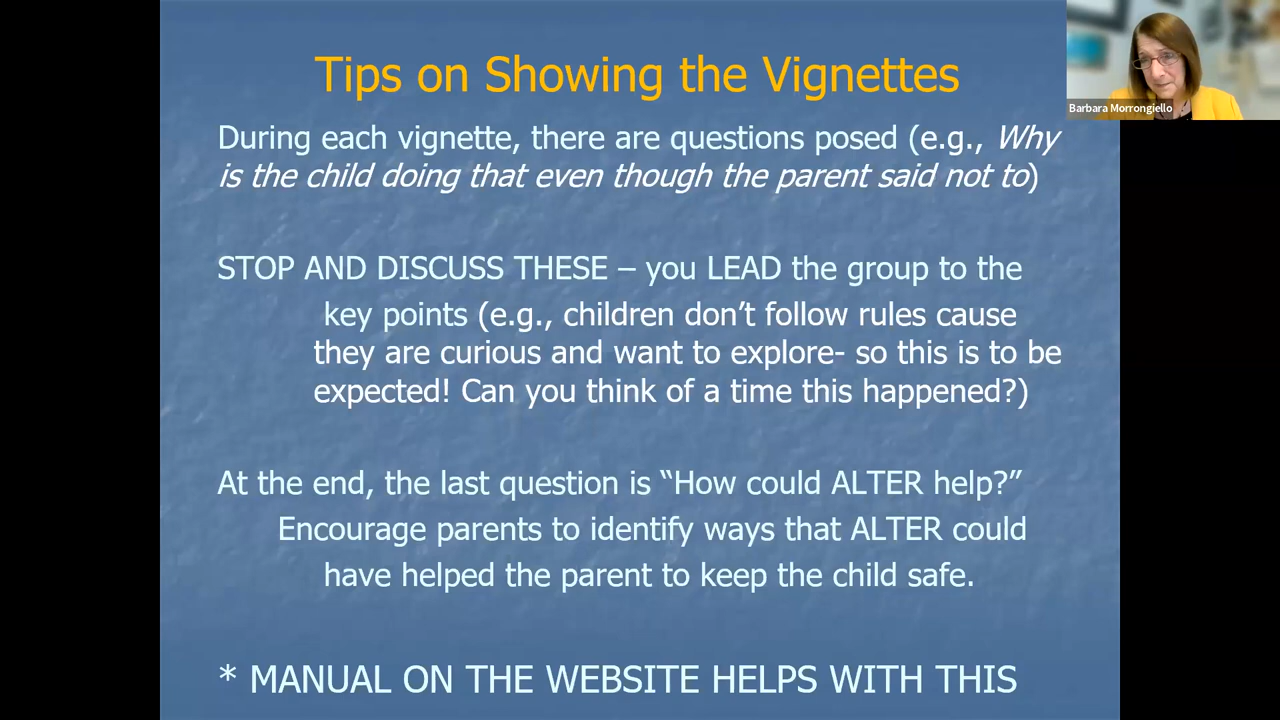 Tips on Showing the Vignettes
Barbara Morrongiello
During each vignette, there are questions posed (e.g., Why
is the child doing that even though the parent said not to)
STOP AND DISCUSS THESE – you LEAD the group to the
key points (e.g., children don’t follow rules cause
they are curious and want to explore- so this is to be
expected! Can you think of a time this happened?)
At the end, the last question is “How could ALTER help?”
Encourage parents to identify ways that ALTER could
have helped the parent to keep the child safe.
* MANUAL ON THE WEBSITE HELPS WITH THIS